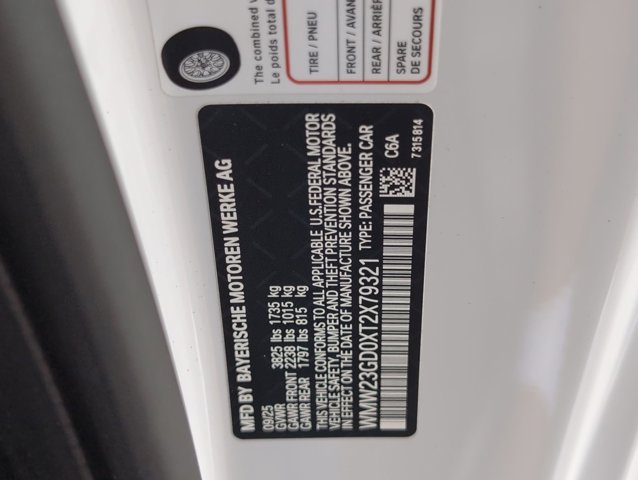 The combined
Le poids total d
TIRE / PNEU
FRONT / AVAN
REAR / ARRIÈR
SPARE
DE SECOURS
MFD BY BAYERISCHE MOTOREN WERKE AG
09/25
GVWR 3825 lbs 1735 kg
GAWR FRONT 2238 lbs 1015 kg
GAWR REAR 1797 lbs 815 kg
THIS VEHICLE CONFORMS TO ALL APPLICABLE U.S.FEDERAL MOTOR
VEHICLE SAFETY, BUMPER AND THEFT PREVENTION STANDARDS
IN EFFECT ON THE DATE OF MANUFACTURE SHOWN ABOVE.
WMW23GD0XT2X79321 TYPE: PASSENGER CAR
C6A
7315814